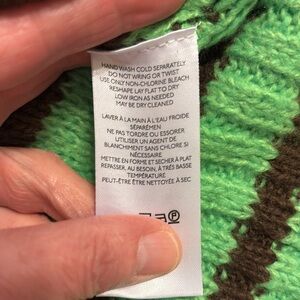 HAND WASH COLD SEPARATELY
DO NOT WRING OR TWIST
USE ONLY NON-CHLORINE BLEACH
RESHAPE LAY FLAT TO DRY
LOW IRON AS NEEDED
MAY BE DRY CLEANED
LAVER À LA MAIN À L'EAU FROIDE
SÉPARÉMEN
NE PAS TORDRE OU ESSORER
UTILISER UN AGENT DE
BLANCHIMENT SANS CHLORE SI
NÉCESSAIRE
METTRE EN FORME ET SÉCHER À PLAT
REPASSER, AU BESOIN, À TRÈS BASSE
TEMPÉRATURE
PEUT-ÊTRE ÊTRE NETTOYÉE À SEC
P